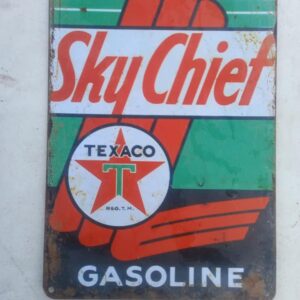 Sky Chief
TEXACO
T
REG. T. M.
GASOLINE